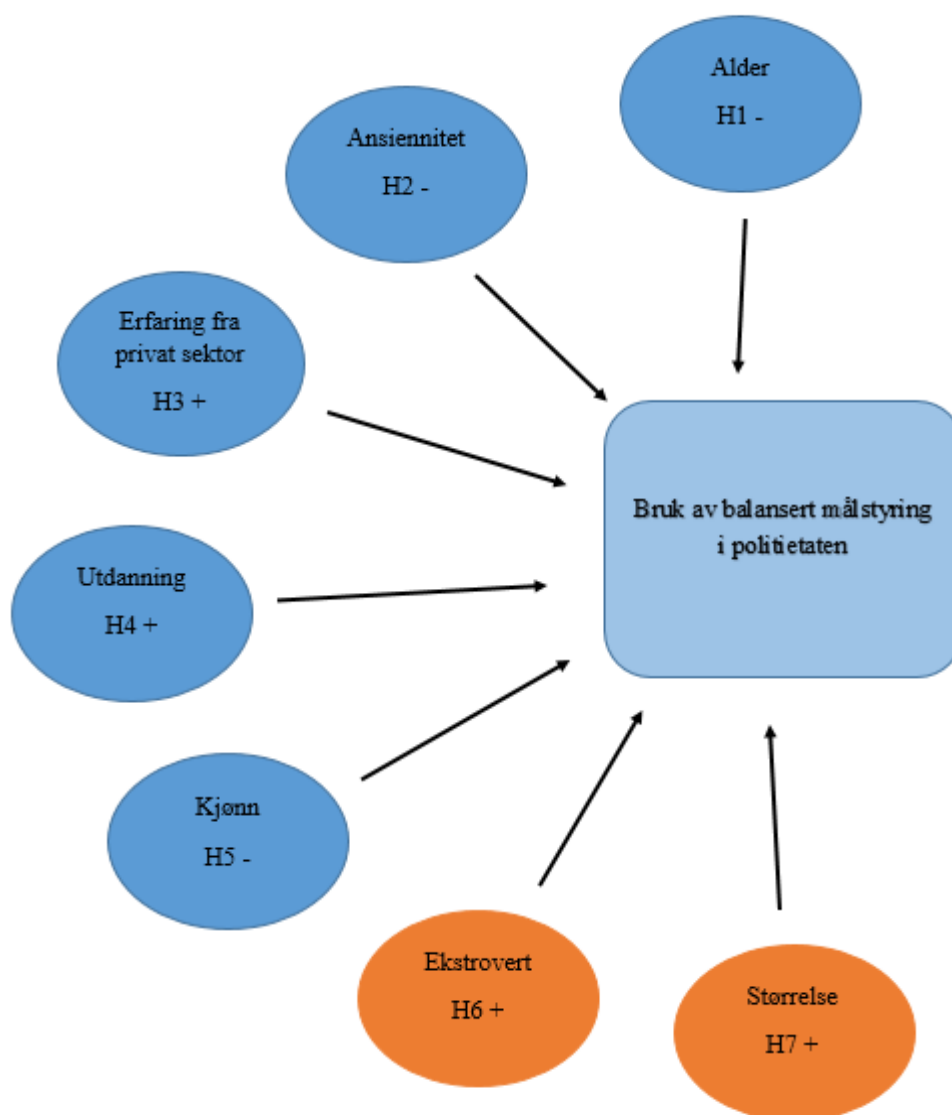 Alder
H1 -
Ansiennitet
H2 -
Erfaring fra
privat sektor
H3 +
Utdanning
H4 +
Kjønn
H5 -
Ekstrovert
H6 +
Størrelse
H7 +
Bruk av balansert målstyring
i politietaten